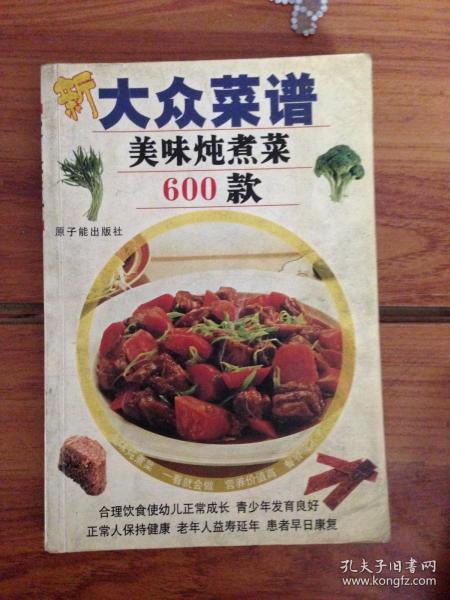 新大众菜谱
美味炖煮菜
600款
原子能出版社
一看就会做 营养价值高
合理饮食使幼儿正常成长 青少年发育良好
正常人保持健康 老年人益寿延年 患者早日康复
孔夫子旧书网
www.kongfz.com